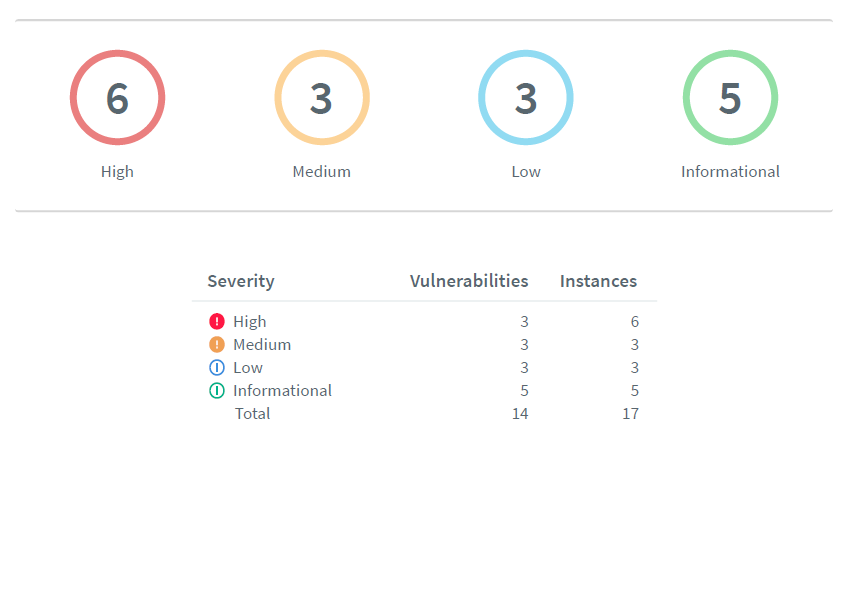 6 3 3 5
High Medium Low Informational
Severity Vulnerabilities Instances
High 3 6
Medium 3 3
Low 3 3
Informational 5 5
Total 14 17